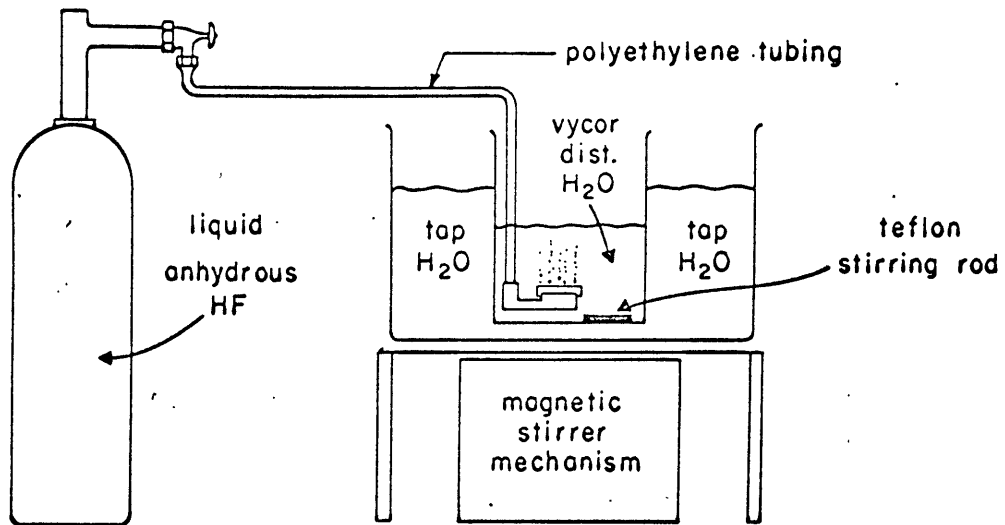 polyethylene tubing
vycor
dist.
H₂O
liquid
anhydrous
HF
tap
H₂O
tap
H₂O
teflon
stirring rod
magnetic
stirrer
mechanism